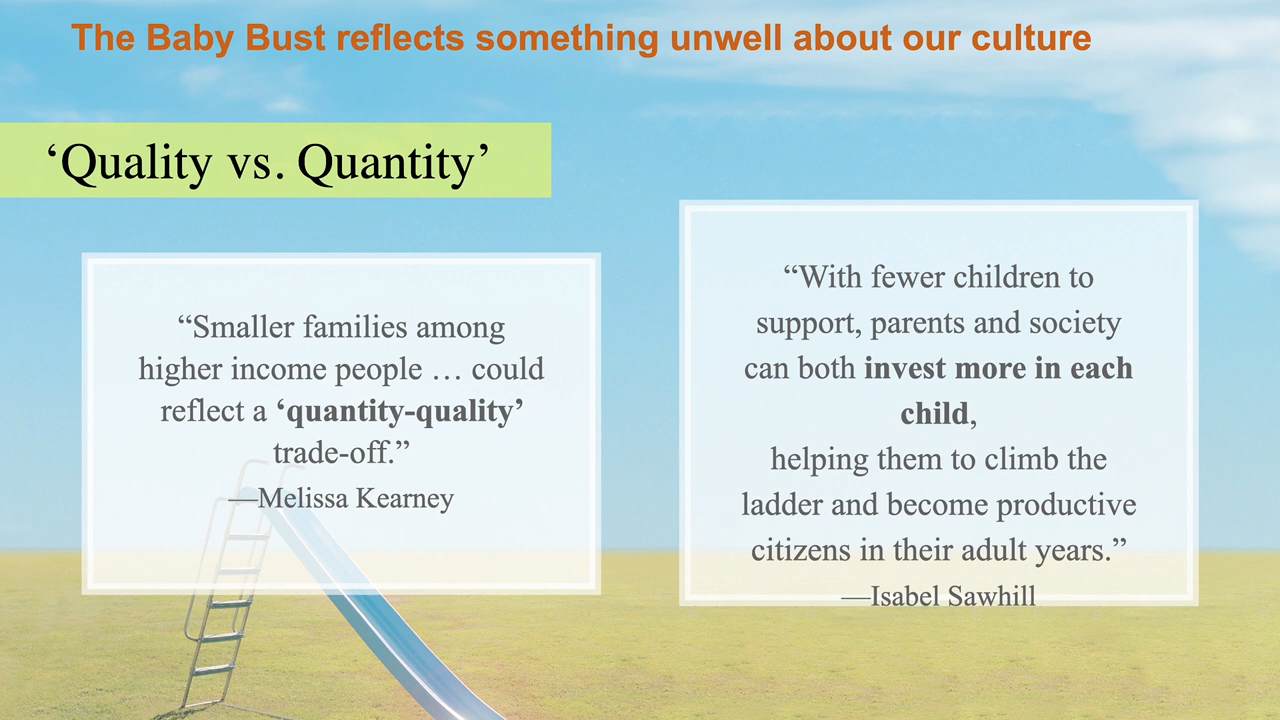 The Baby Bust reflects something unwell about our culture
‘Quality vs. Quantity’
“Smaller families among
higher income people … could
reflect a ‘quantity-quality’
trade-off.”
—Melissa Kearney
“With fewer children to
support, parents and society
can both invest more in each
child,
helping them to climb the
ladder and become productive
citizens in their adult years.”
—Isabel Sawhill